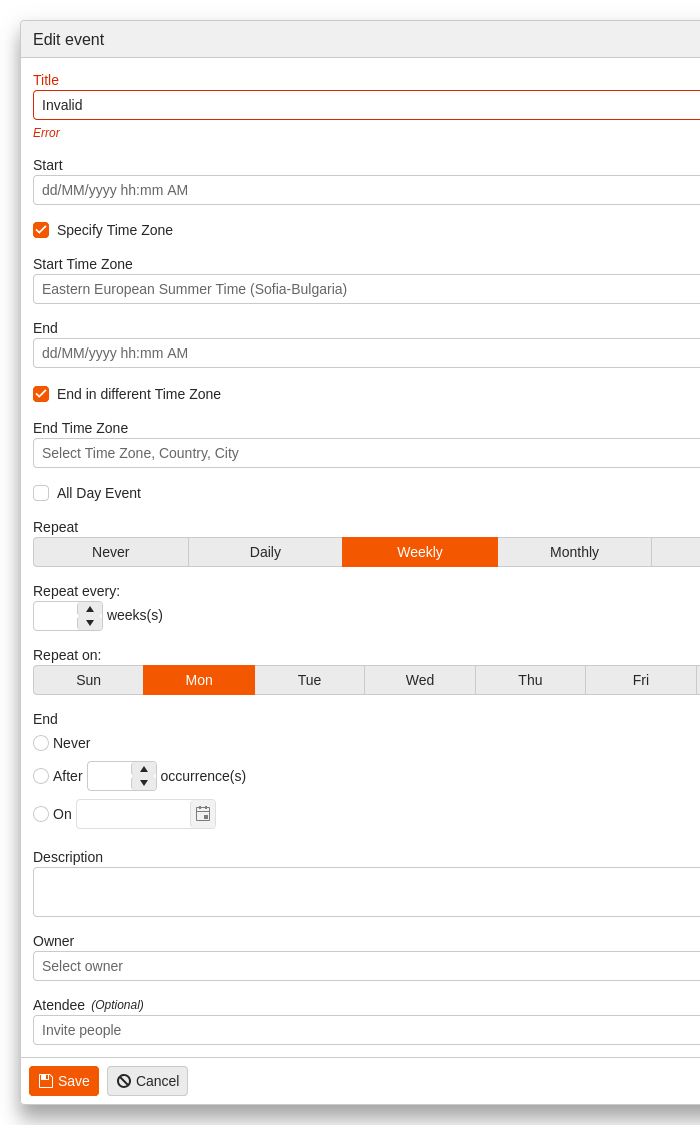 Edit event
Title
Invalid
Error
Start
dd/MM/yyyy hh:mm AM
Specify Time Zone
Start Time Zone
Eastern European Summer Time (Sofia-Bulgaria)
End
dd/MM/yyyy hh:mm AM
End in different Time Zone
End Time Zone
Select Time Zone, Country, City
All Day Event
Repeat
Never Daily Weekly Monthly
Repeat every:
weeks(s)
Repeat on:
Sun Mon Tue Wed Thu Fri
End
Never
After occurrence(s)
On
Description
Owner
Select owner
Atendee (Optional)
Invite people
Save Cancel